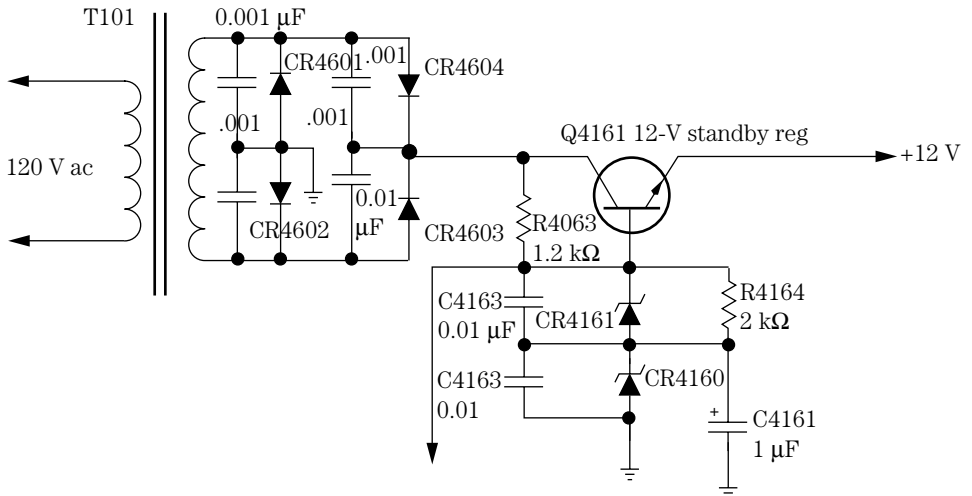 T101
0.001 µF
CR4601
.001
CR4604
.001
.001
Q4161 12-V standby reg
120 V ac
+12 V
0.01
µF
CR4602
CR4603
R4063
1.2 kΩ
C4163
0.01 µF
CR4161
R4164
2 kΩ
C4163
0.01
CR4160
+
C4161
1 µF